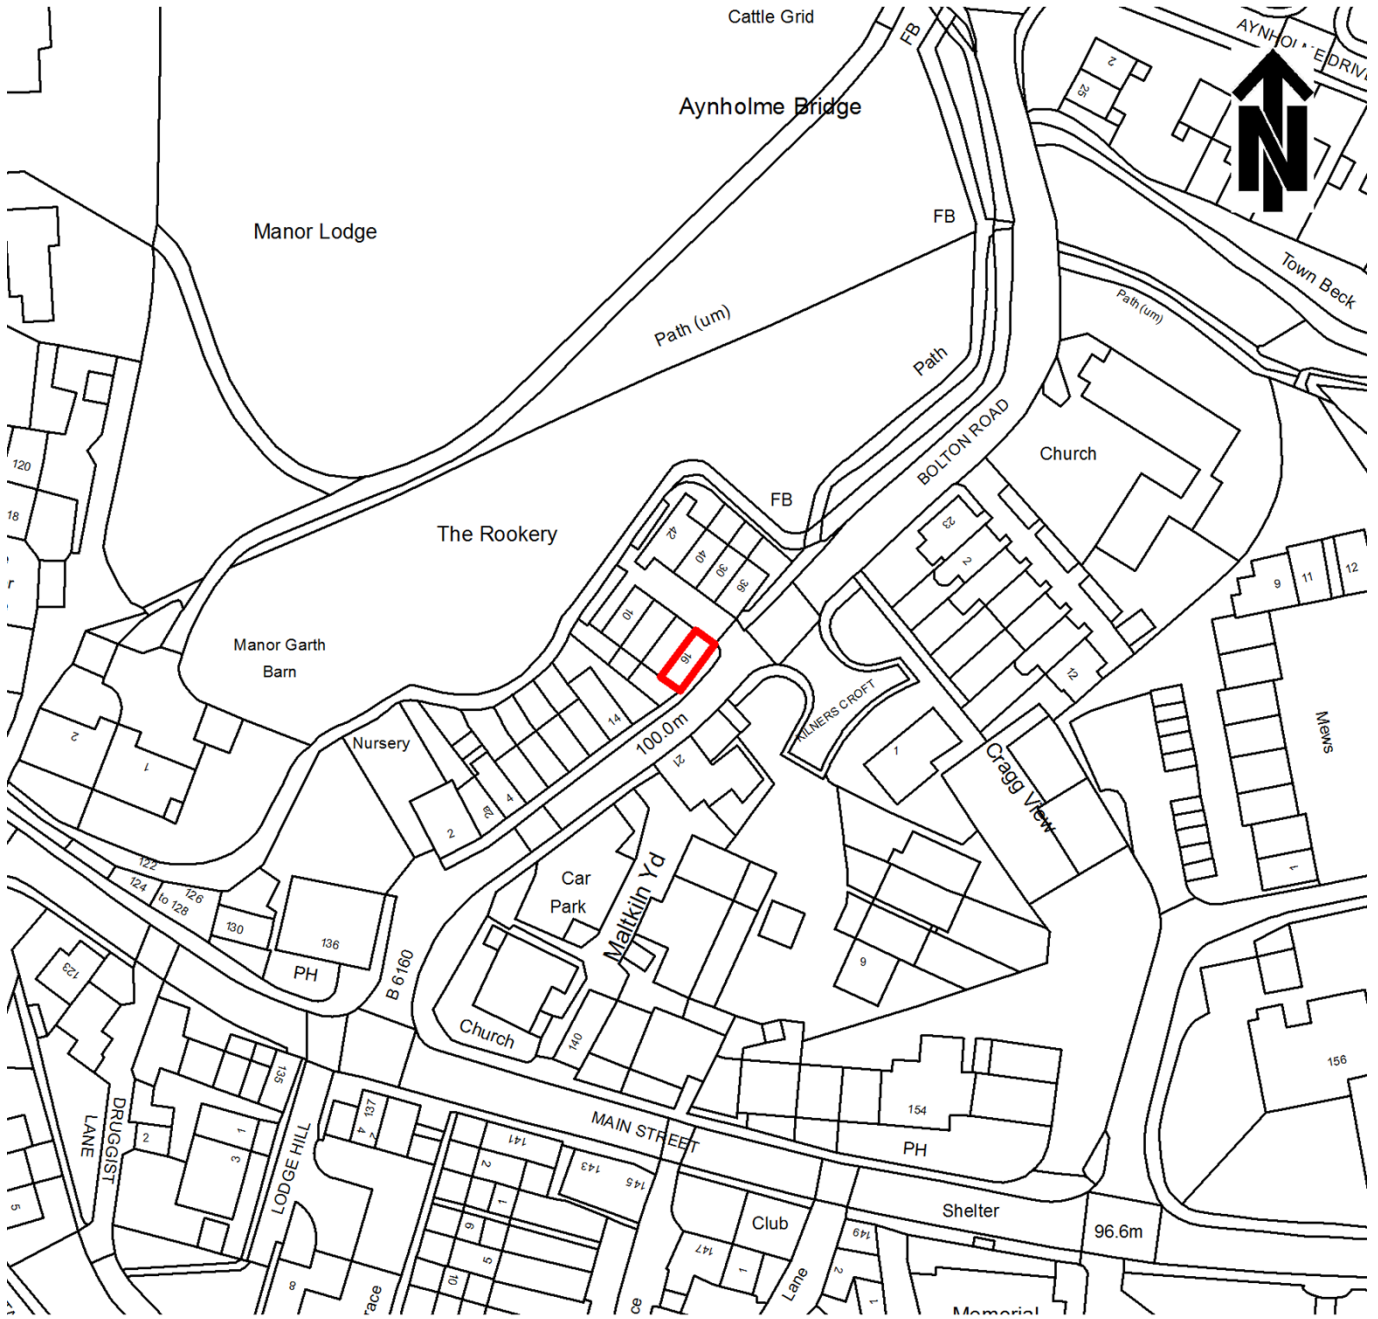 Cattle Grid
FB
AYNHOLME DRIVE
2
25
N
Aynholme Bridge
FB
Manor Lodge
Town Beck
Path (um)
Path (um)
Path
BOLTON ROAD
Church
120
18
FB
The Rookery
42
40
30
36
23
2
10
16
12
9
11
12
Manor Garth
Barn
14
100.0m
KILNERS CROFT
Mews
Nursery
21
1
Cragg View
2
1
2
2a
4
122
124
126
to 128
130
136
PH
Car
Park
Maltkiln Yd
9
1
123
B 6160
Church
140
156
135
137
4
2
MAIN STREET
154
PH
DRUGGIST
LANE
2
1
3
LODGE HILL
141
143
145
2
1
5
6
5
10
8
Shelter
96.6m
Club
147
1
149
2
1
Lane
Memorial